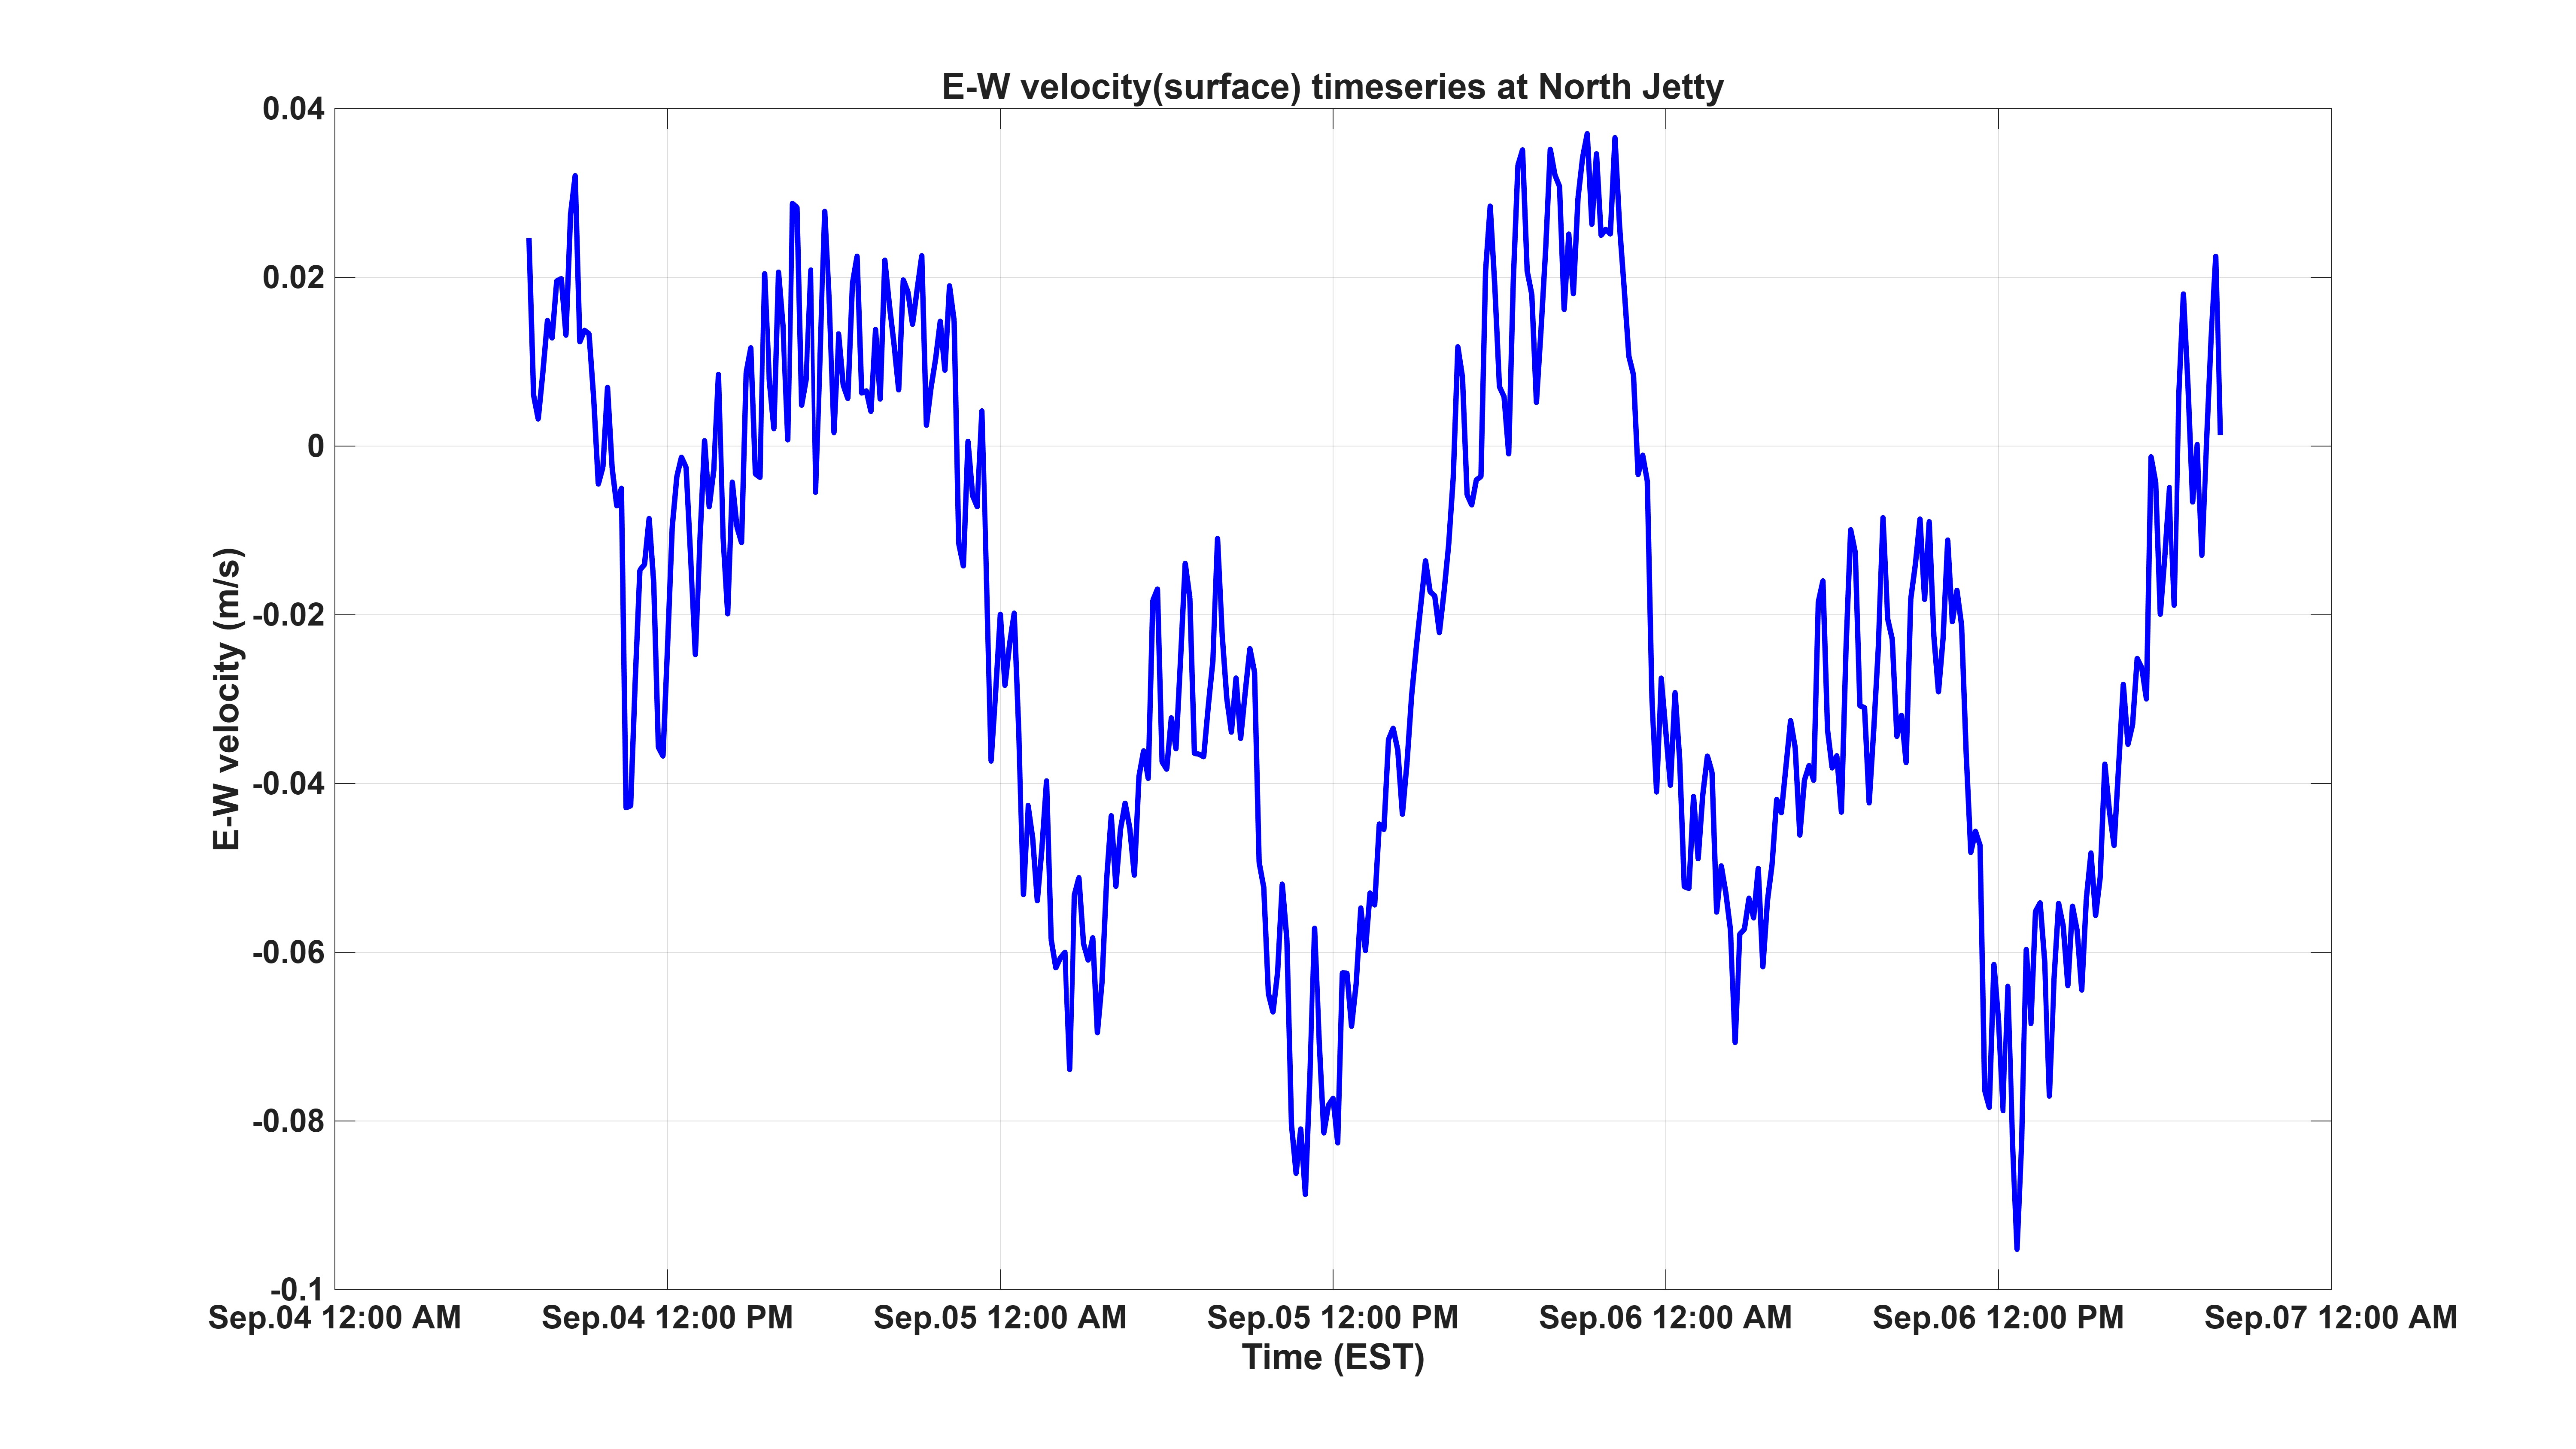 E-W velocity(surface) timeseries at North Jetty
0.04
0.02
0
-0.02
-0.04
-0.06
-0.08
-0.1
E-W velocity (m/s)
Sep.04 12:00 AM Sep.04 12:00 PM Sep.05 12:00 AM Sep.05 12:00 PM Sep.06 12:00 AM Sep.06 12:00 PM Sep.07 12:00 AM
Time (EST)